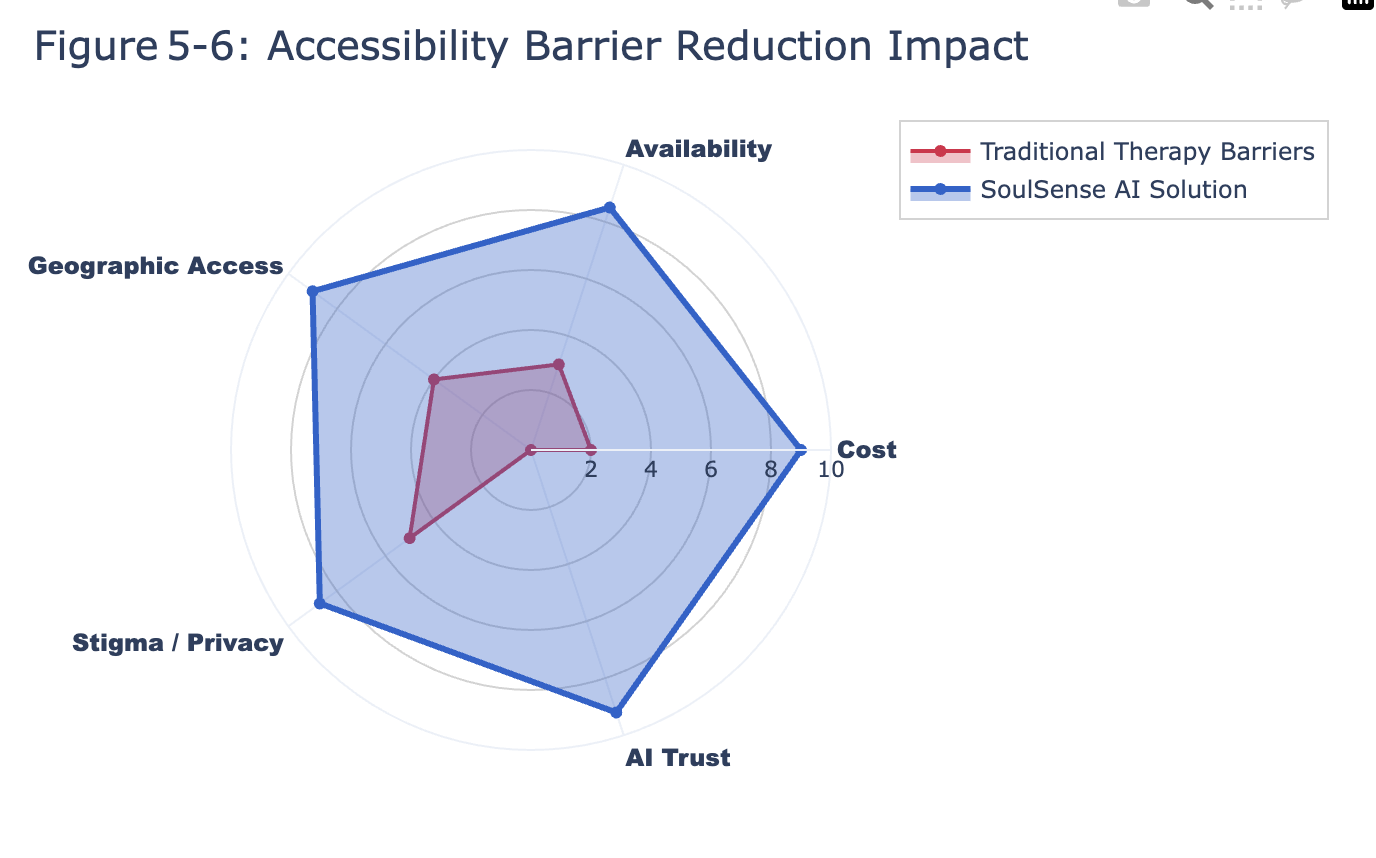 Figure 5-6: Accessibility Barrier Reduction Impact
Traditional Therapy Barriers
SoulSense AI Solution
Availability
Geographic Access
Cost
2 4 6 8 10
Stigma / Privacy
AI Trust